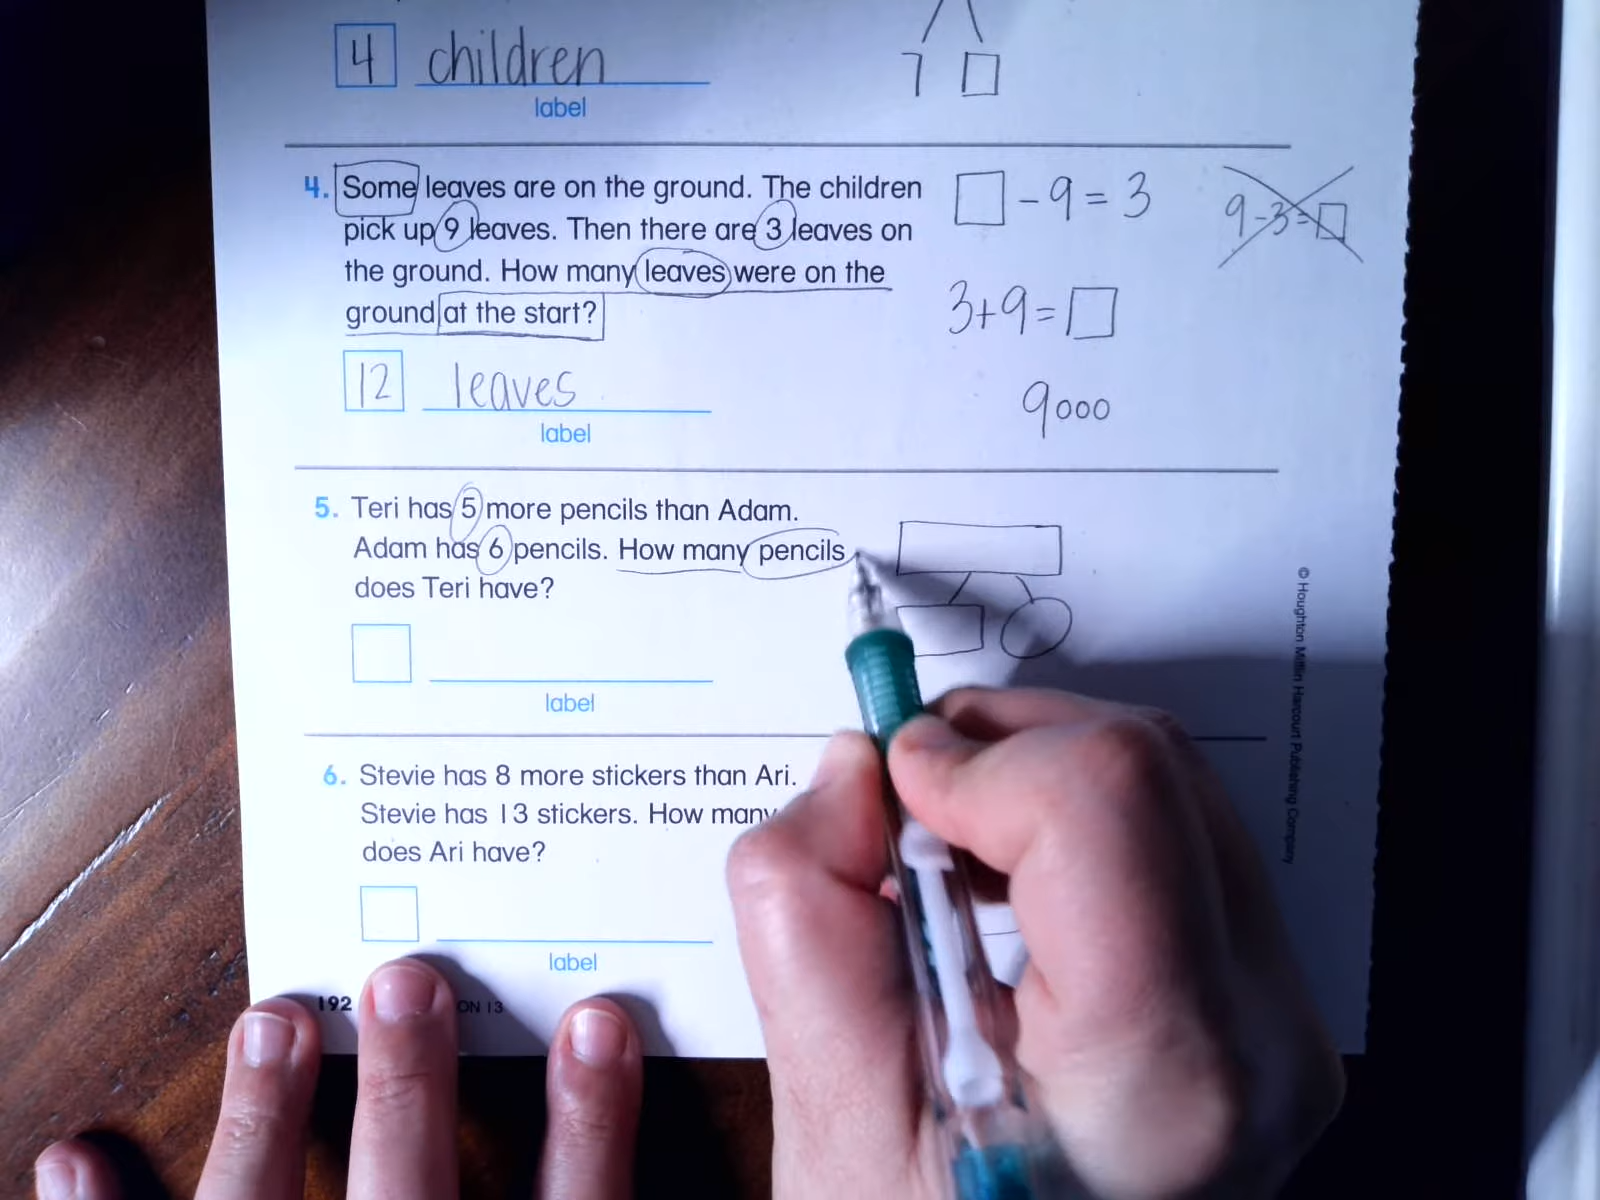 4 children
7
label
4. Some leaves are on the ground. The children
pick up 9 leaves. Then there are 3 leaves on
the ground. How many leaves were on the
ground at the start?
□ - 9 = 3
9 - 3 = □
3 + 9 = □
12 leaves
label
9ooo
5. Teri has 5 more pencils than Adam.
Adam has 6 pencils. How many pencils
does Teri have?
label
6. Stevie has 8 more stickers than Ari.
Stevie has 13 stickers. How many
does Ari have?
label
192
ON 13
© Houghton Mifflin Harcourt Publishing Company